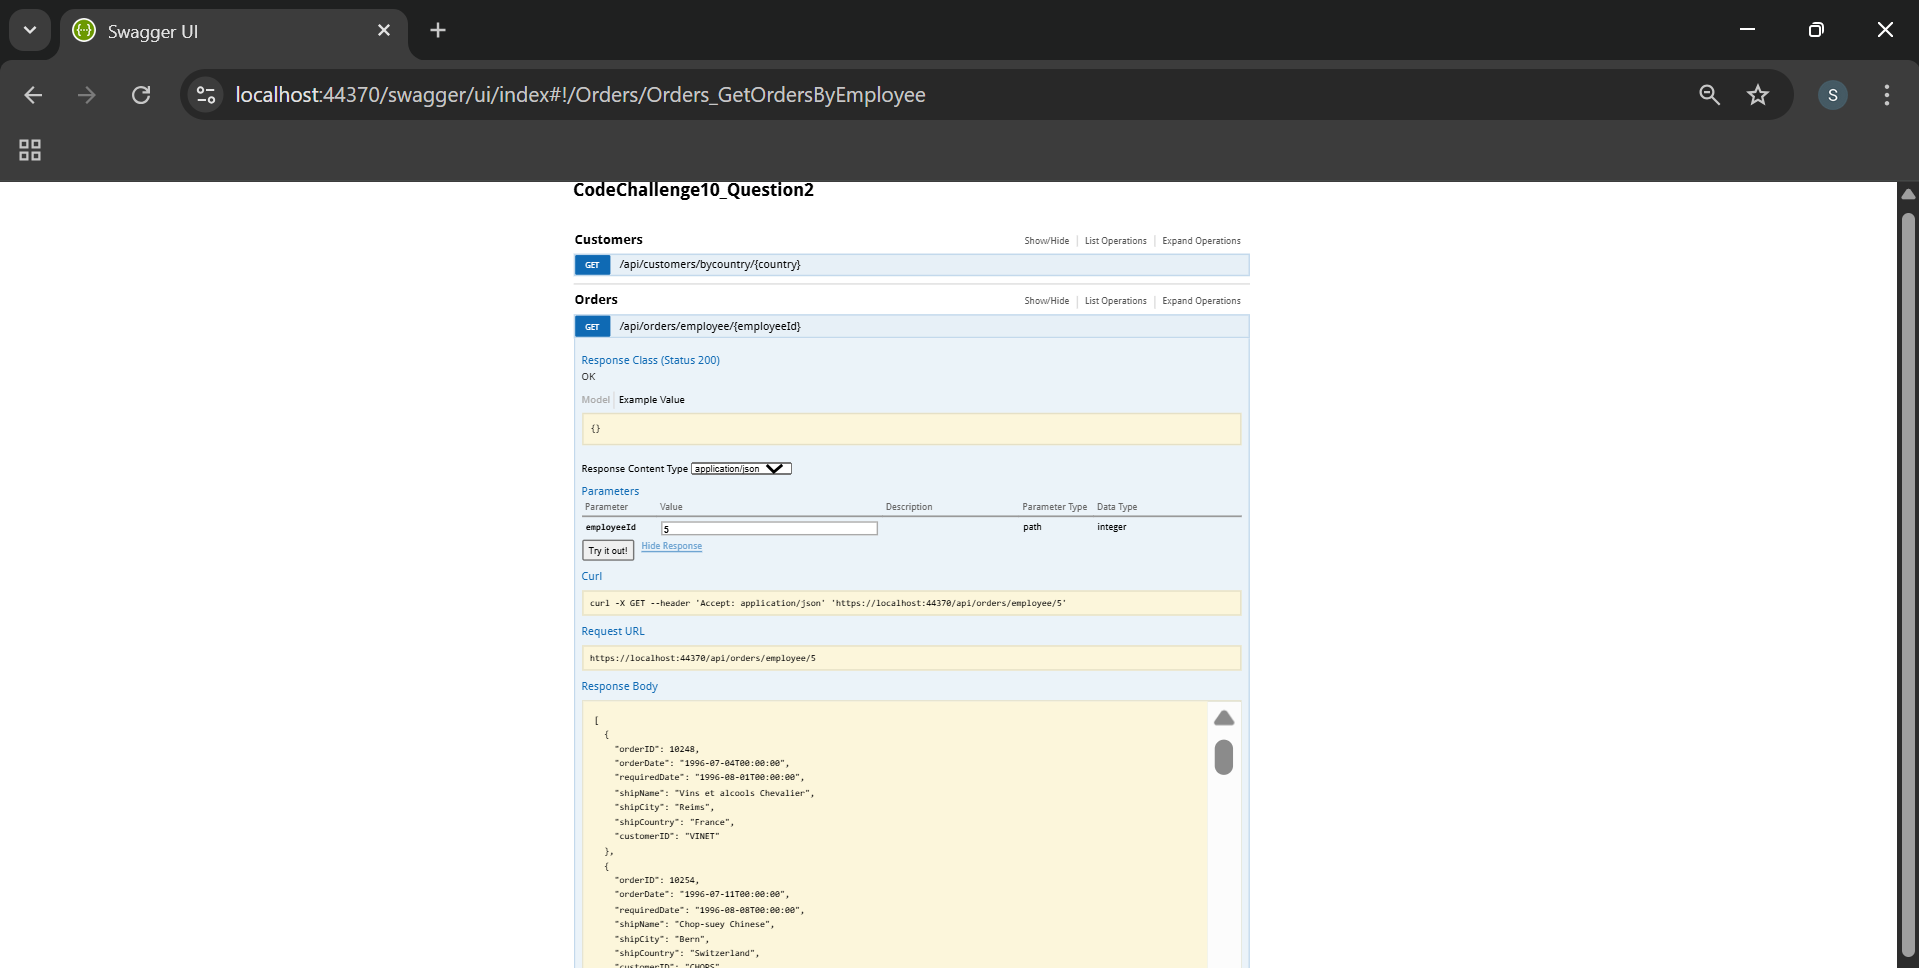 Swagger UI
localhost:44370/swagger/ui/index#!/Orders/Orders_GetOrdersByEmployee
S
CodeChallenge10_Question2
Customers
Show/Hide List Operations Expand Operations
GET /api/customers/bycountry/{country}
Orders
Show/Hide List Operations Expand Operations
GET /api/orders/employee/{employeeId}
Response Class (Status 200)
OK
Model Example Value
{}
Response Content Type application/json
Parameters
Parameter Value Description Parameter Type Data Type
employeeId 5 path integer
Try it out! Hide Response
Curl
curl -X GET --header 'Accept: application/json' 'https://localhost:44370/api/orders/employee/5'
Request URL
https://localhost:44370/api/orders/employee/5
Response Body
[
{
"orderID": 10248,
"orderDate": "1996-07-04T00:00:00",
"requiredDate": "1996-08-01T00:00:00",
"shipName": "Vins et alcools Chevalier",
"shipCity": "Reims",
"shipCountry": "France",
"customerID": "VINET"
},
{
"orderID": 10254,
"orderDate": "1996-07-11T00:00:00",
"requiredDate": "1996-08-08T00:00:00",
"shipName": "Chop-suey Chinese",
"shipCity": "Bern",
"shipCountry": "Switzerland",
"customerID": "CHOPS"